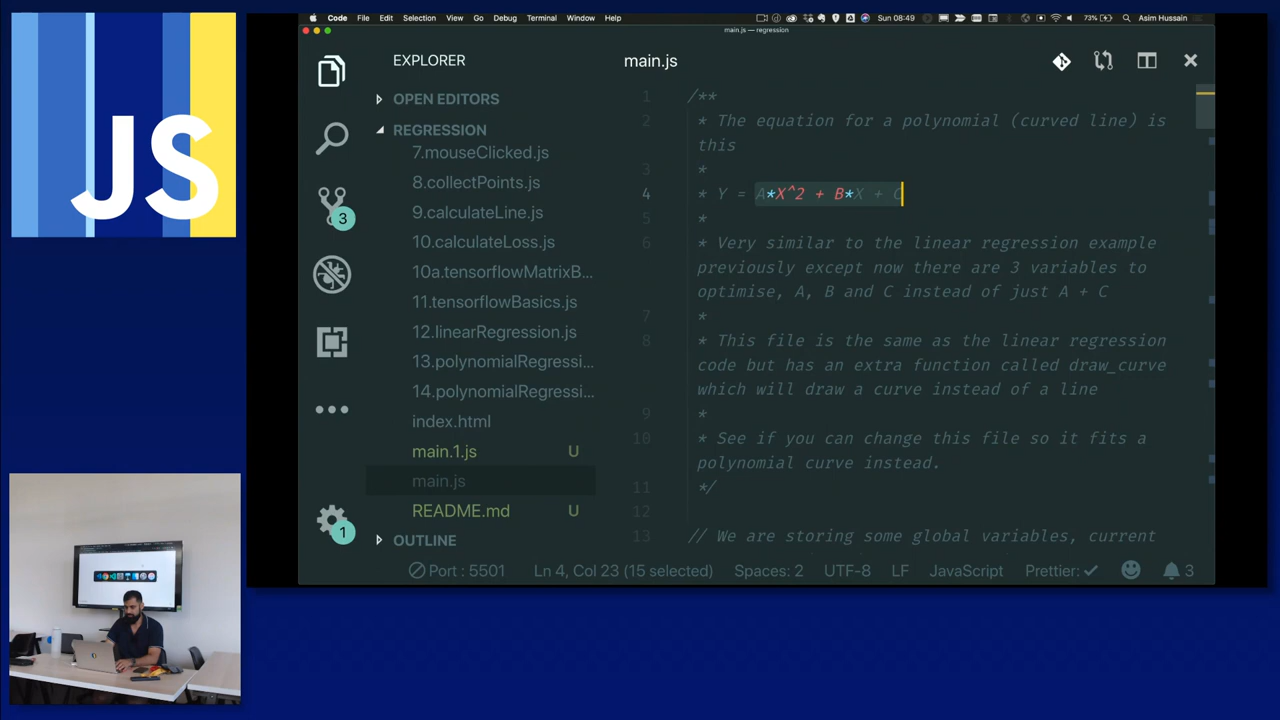 JS
Code File Edit Selection View Go Debug Terminal Window Help
Sun 08:49 73% Asim Hussain
main.js — regression
EXPLORER
main.js
OPEN EDITORS
REGRESSION
7.mouseClicked.js
8.collectPoints.js
9.calculateLine.js
10.calculateLoss.js
10a.tensorflowMatrixB...
11.tensorflowBasics.js
12.linearRegression.js
13.polynomialRegressi...
14.polynomialRegressi...
index.html
main.1.js U
main.js
README.md U
OUTLINE
3
1
1 /**
2 * The equation for a polynomial (curved line) is
this
3 *
4 * Y = A*X^2 + B*X + C
5 *
6 * Very similar to the linear regression example
previously except now there are 3 variables to
optimise, A, B and C instead of just A + C
7 *
8 * This file is the same as the linear regression
code but has an extra function called draw_curve
which will draw a curve instead of a line
9 *
10 * See if you can change this file so it fits a
polynomial curve instead.
11 */
12
13 // We are storing some global variables, current
Port : 5501 Ln 4, Col 23 (15 selected) Spaces: 2 UTF-8 LF JavaScript Prettier: ✓ 3